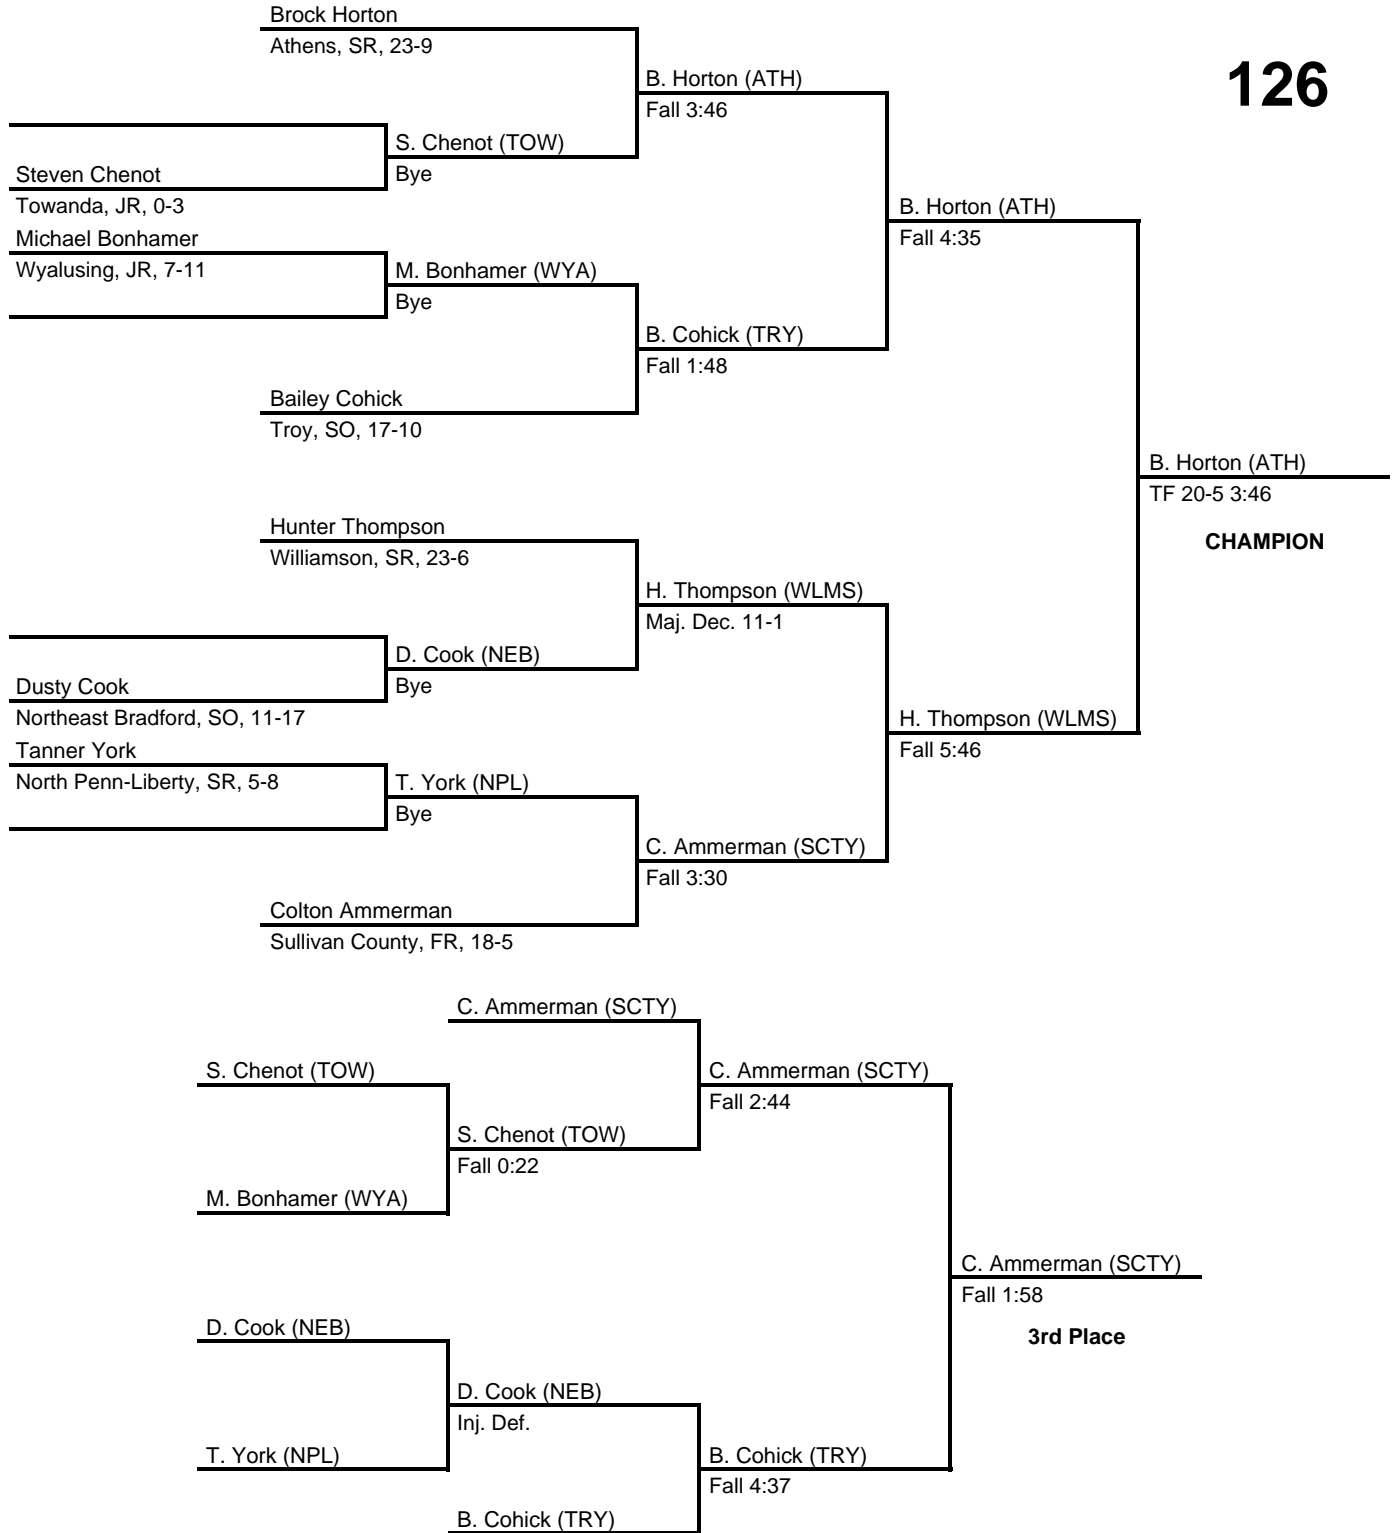 Brock Horton
Athens, SR, 23-9
126
B. Horton (ATH)
Fall 3:46
S. Chenot (TOW)
Bye
Steven Chenot
Towanda, JR, 0-3
B. Horton (ATH)
Fall 4:35
Michael Bonhamer
Wyalusing, JR, 7-11
M. Bonhamer (WYA)
Bye
B. Cohick (TRY)
Fall 1:48
Bailey Cohick
Troy, SO, 17-10
B. Horton (ATH)
TF 20-5 3:46
CHAMPION
Hunter Thompson
Williamson, SR, 23-6
H. Thompson (WLMS)
Maj. Dec. 11-1
D. Cook (NEB)
Bye
Dusty Cook
Northeast Bradford, SO, 11-17
H. Thompson (WLMS)
Fall 5:46
Tanner York
North Penn-Liberty, SR, 5-8
T. York (NPL)
Bye
C. Ammerman (SCTY)
Fall 3:30
Colton Ammerman
Sullivan County, FR, 18-5
C. Ammerman (SCTY)
S. Chenot (TOW)
C. Ammerman (SCTY)
Fall 2:44
S. Chenot (TOW)
Fall 0:22
M. Bonhamer (WYA)
C. Ammerman (SCTY)
Fall 1:58
3rd Place
D. Cook (NEB)
D. Cook (NEB)
Inj. Def.
T. York (NPL)
B. Cohick (TRY)
Fall 4:37
B. Cohick (TRY)